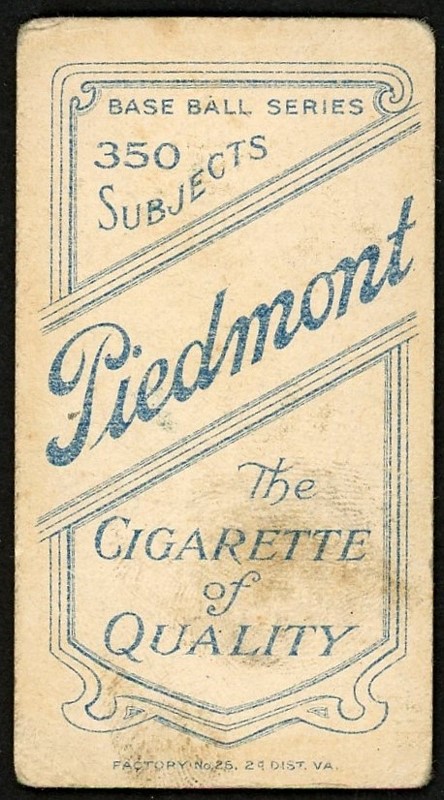 BASE BALL SERIES
350
SUBJECTS
Piedmont
The
CIGARETTE
of
QUALITY
FACTORY No. 25, 2d DIST. VA.